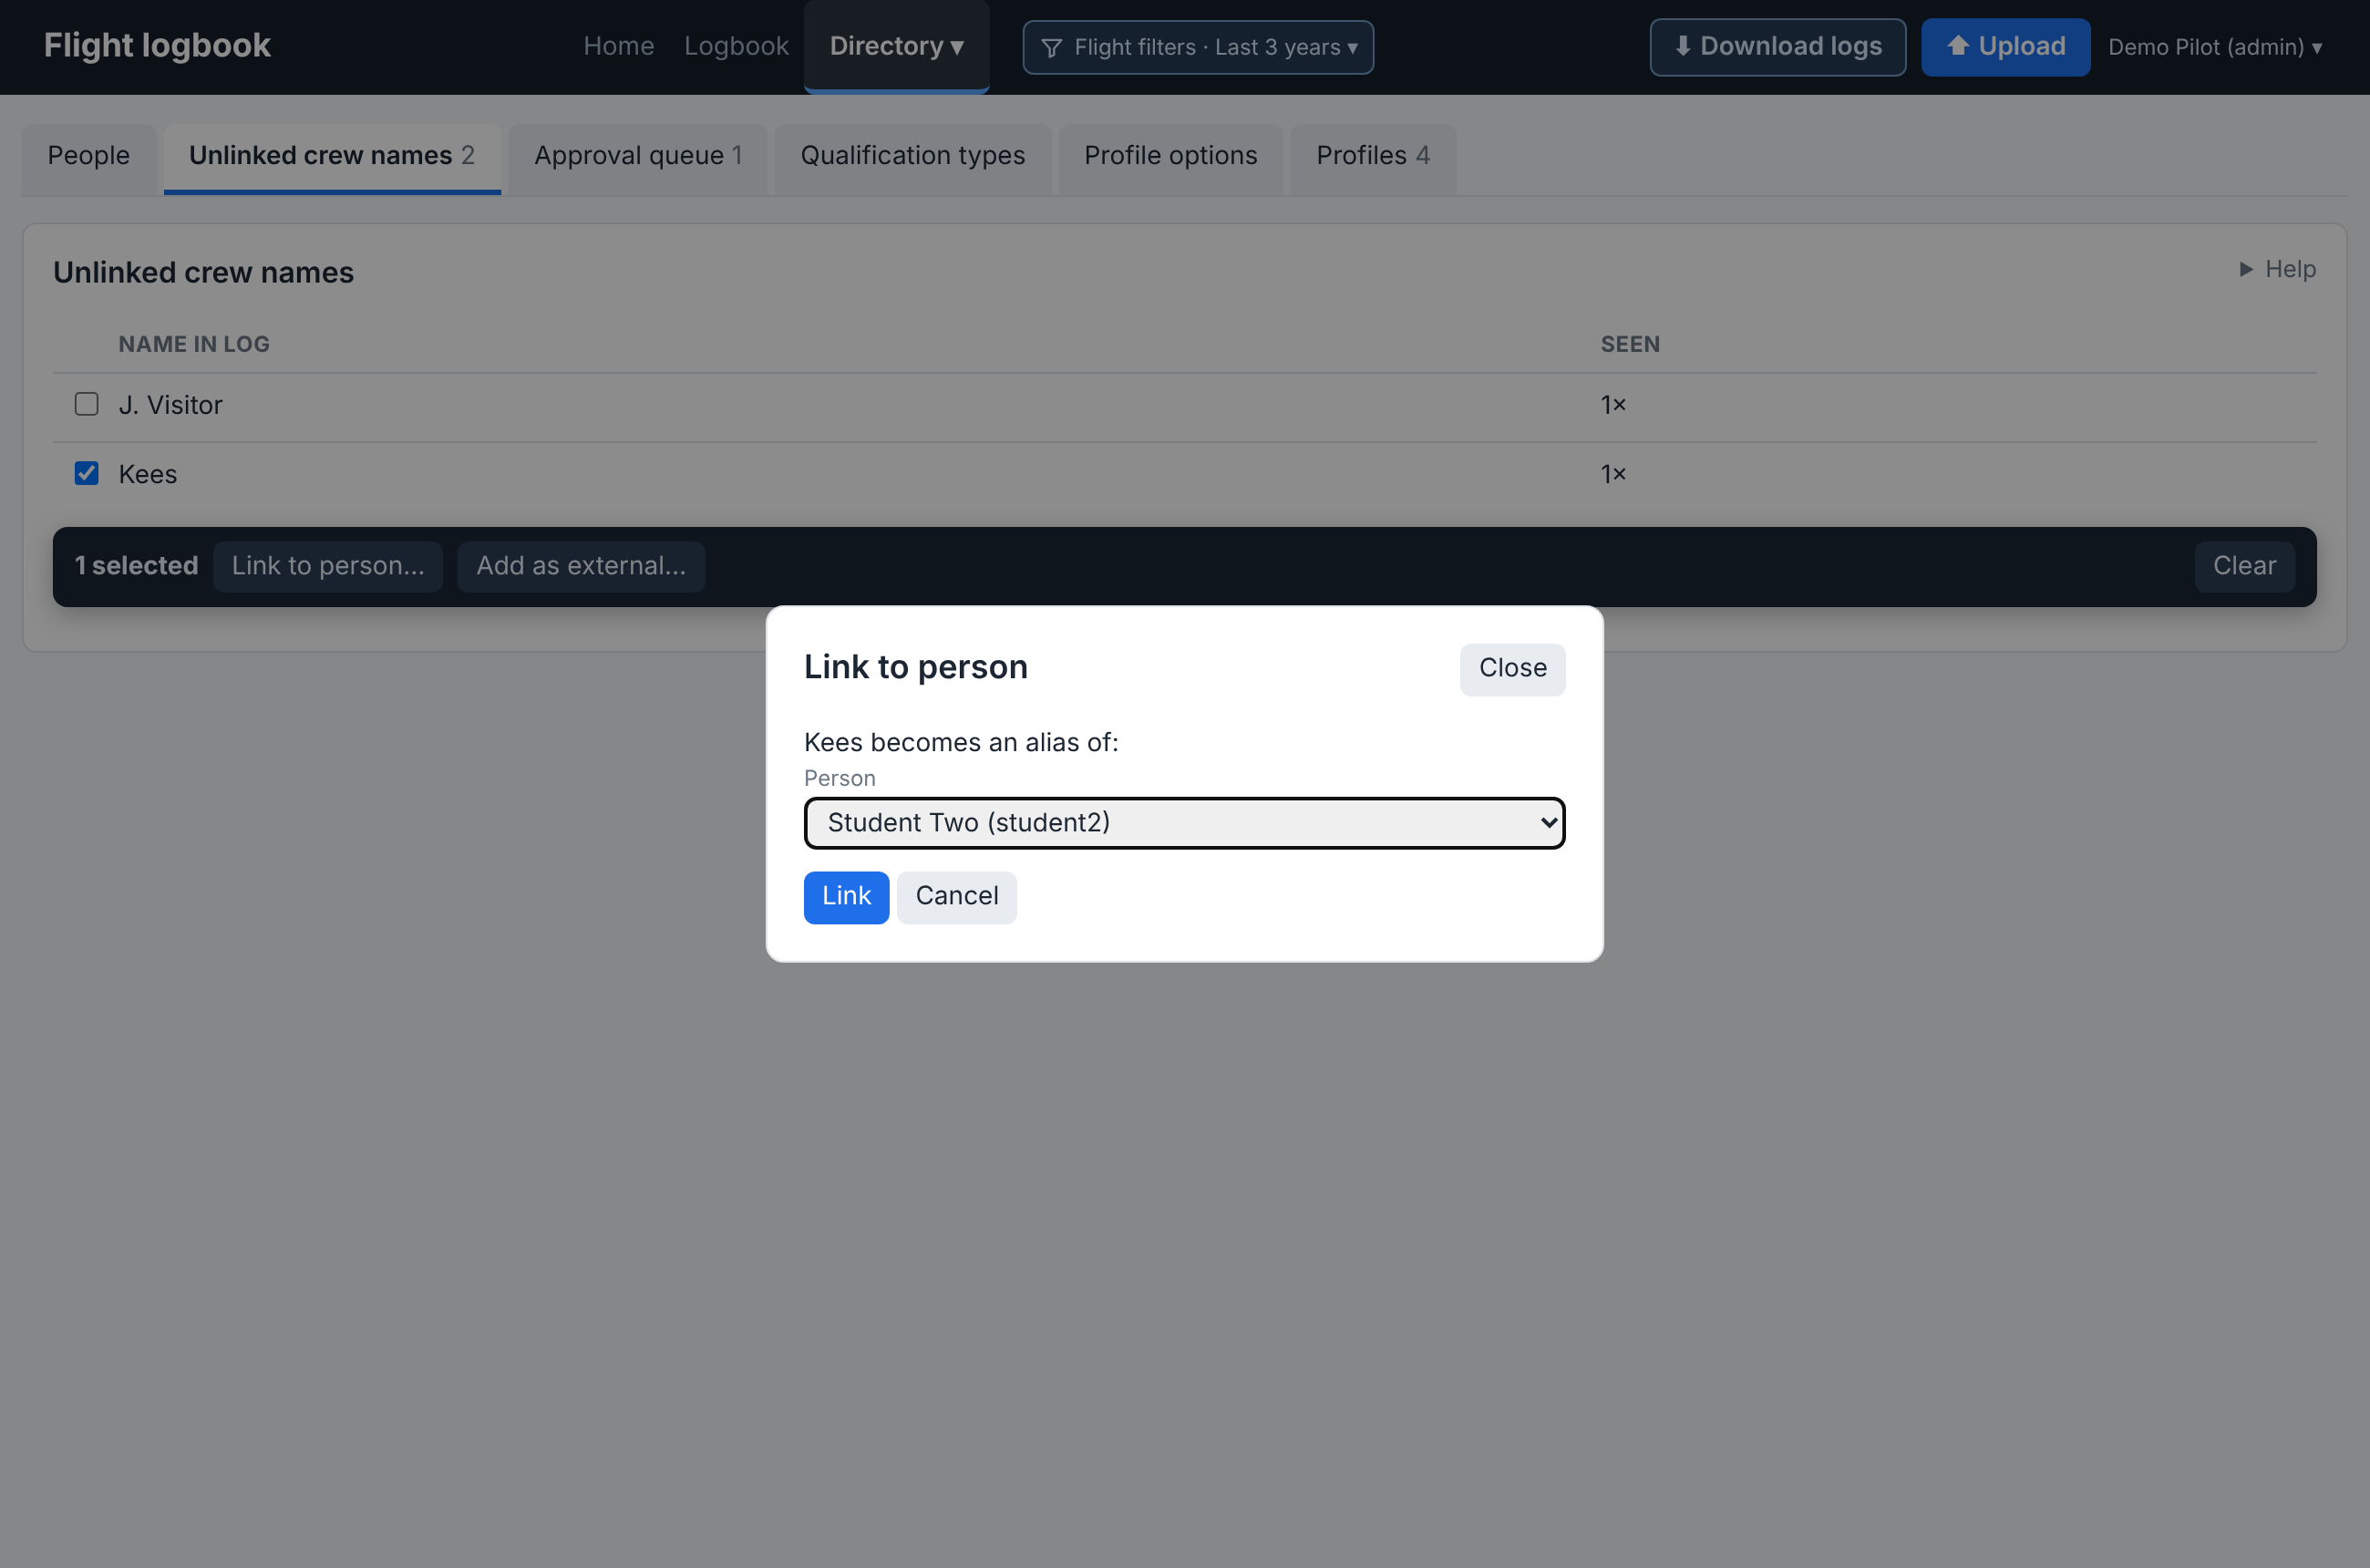 Flight logbook
Home
Logbook
Directory ▾
Flight filters · Last 3 years ▾
⬇ Download logs
⬆ Upload
Demo Pilot (admin) ▾
People
Unlinked crew names 2
Approval queue 1
Qualification types
Profile options
Profiles 4
Unlinked crew names
▶ Help
NAME IN LOG
SEEN
J. Visitor
1×
Kees
1×
1 selected
Link to person...
Add as external...
Clear
Link to person
Close
Kees becomes an alias of:
Person
Student Two (student2)
Link
Cancel